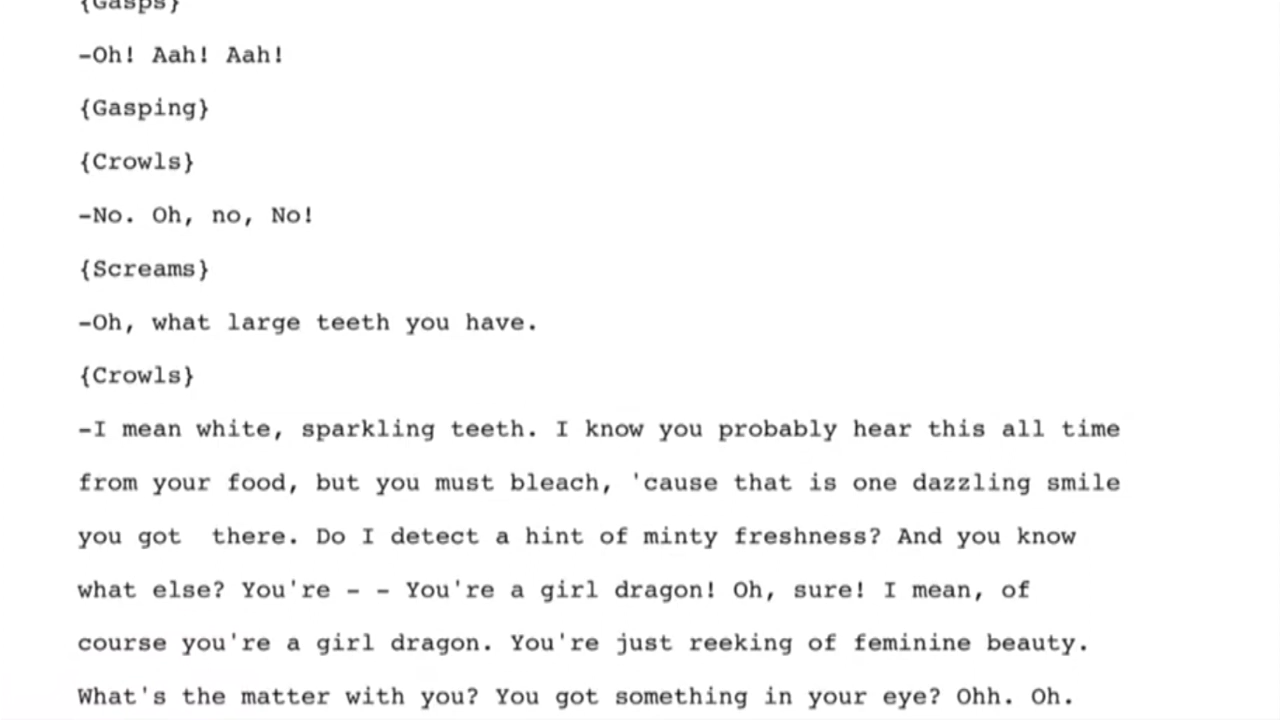 {Gasps}
-Oh! Aah! Aah!
{Gasping}
{Crowls}
-No. Oh, no, No!
{Screams}
-Oh, what large teeth you have.
{Crowls}
-I mean white, sparkling teeth. I know you probably hear this all time
from your food, but you must bleach, 'cause that is one dazzling smile
you got  there. Do I detect a hint of minty freshness? And you know
what else? You're - - You're a girl dragon! Oh, sure! I mean, of
course you're a girl dragon. You're just reeking of feminine beauty.
What's the matter with you? You got something in your eye? Ohh. Oh.